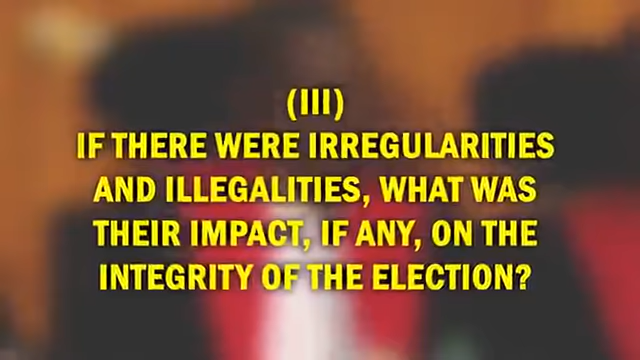 (III)
IF THERE WERE IRREGULARITIES
AND ILLEGALITIES, WHAT WAS
THEIR IMPACT, IF ANY, ON THE
INTEGRITY OF THE ELECTION?